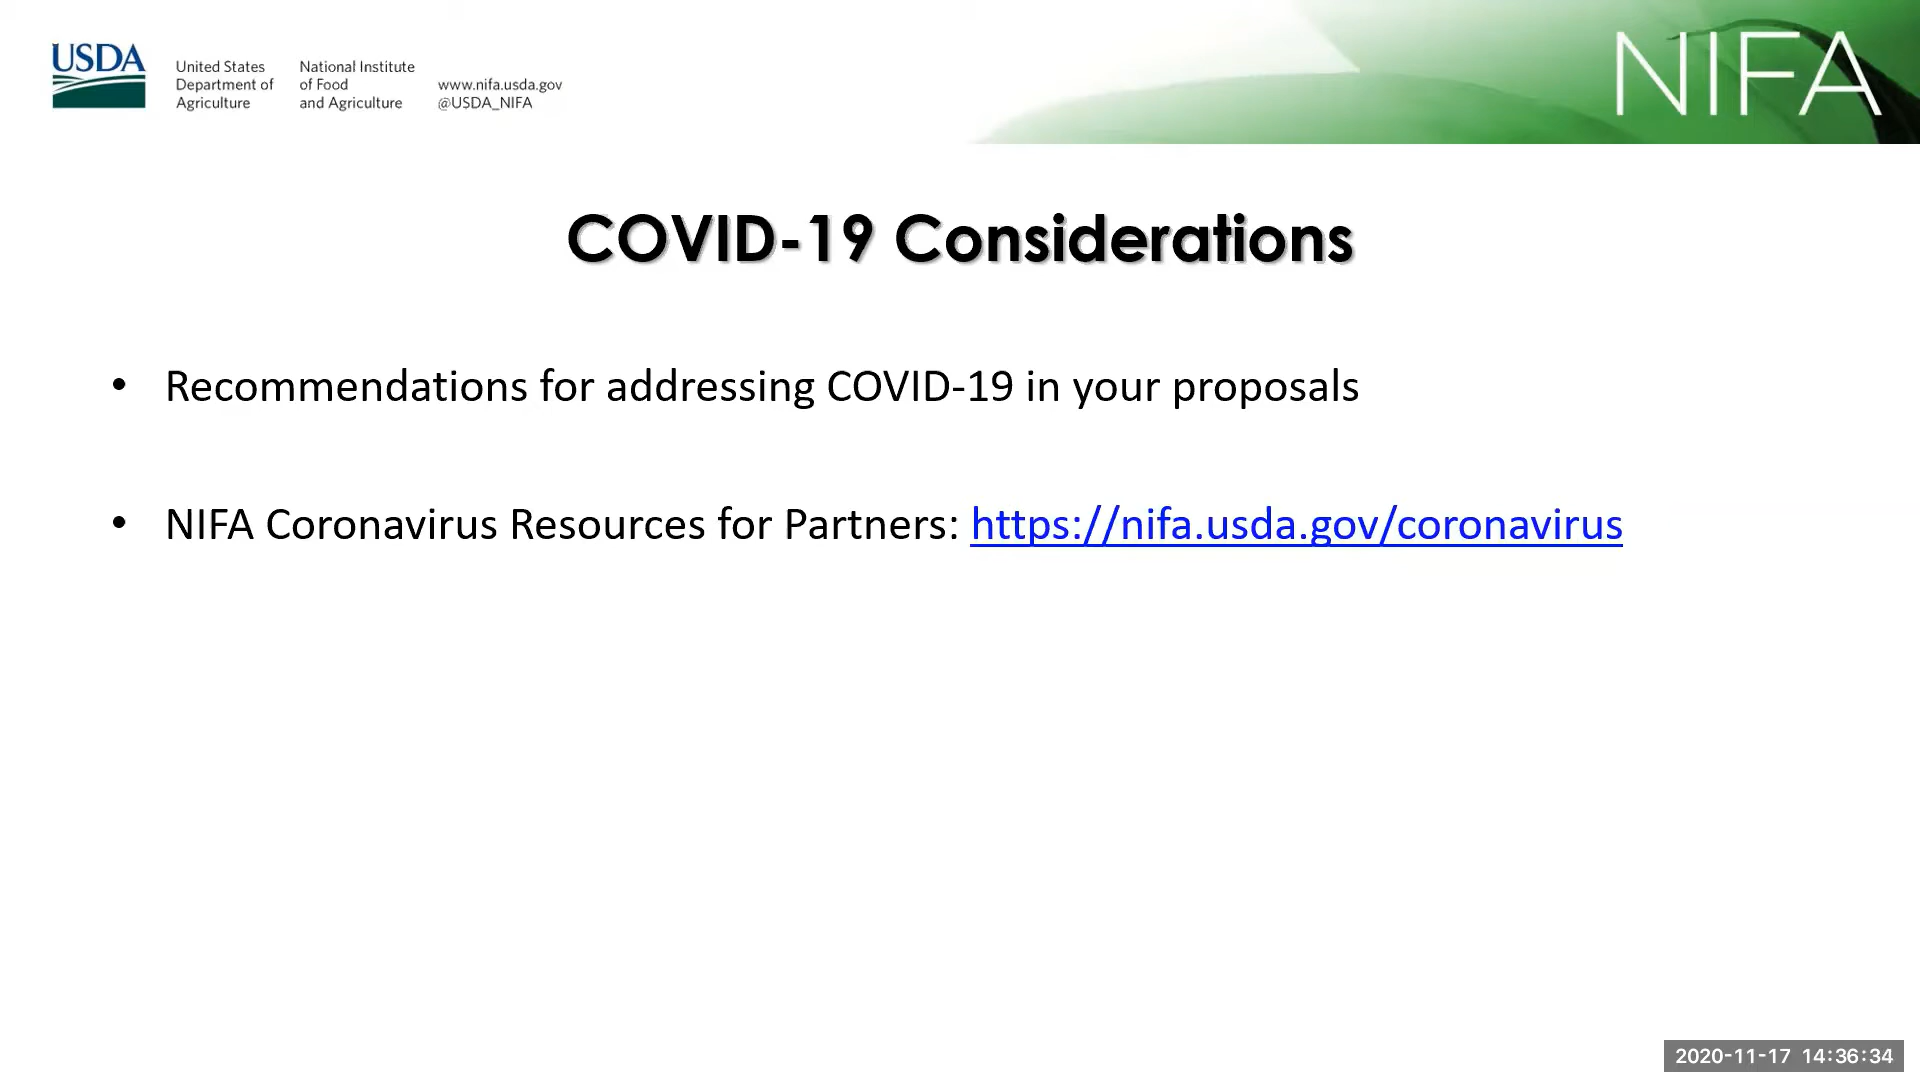 USDA
United States
Department of
Agriculture
National Institute
of Food
and Agriculture
www.nifa.usda.gov
@USDA_NIFA
NIFA
COVID-19 Considerations
• Recommendations for addressing COVID-19 in your proposals
• NIFA Coronavirus Resources for Partners: https://nifa.usda.gov/coronavirus
2020-11-17 14:36:34